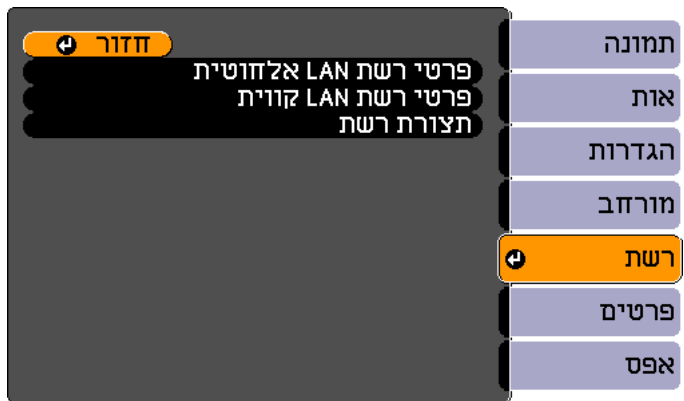 תמונה
אות
הגדרות
מורחב
רשת
פרטים
אפס
חזור
פרטי רשת LAN אלחוטית
פרטי רשת LAN קווית
תצורת רשת